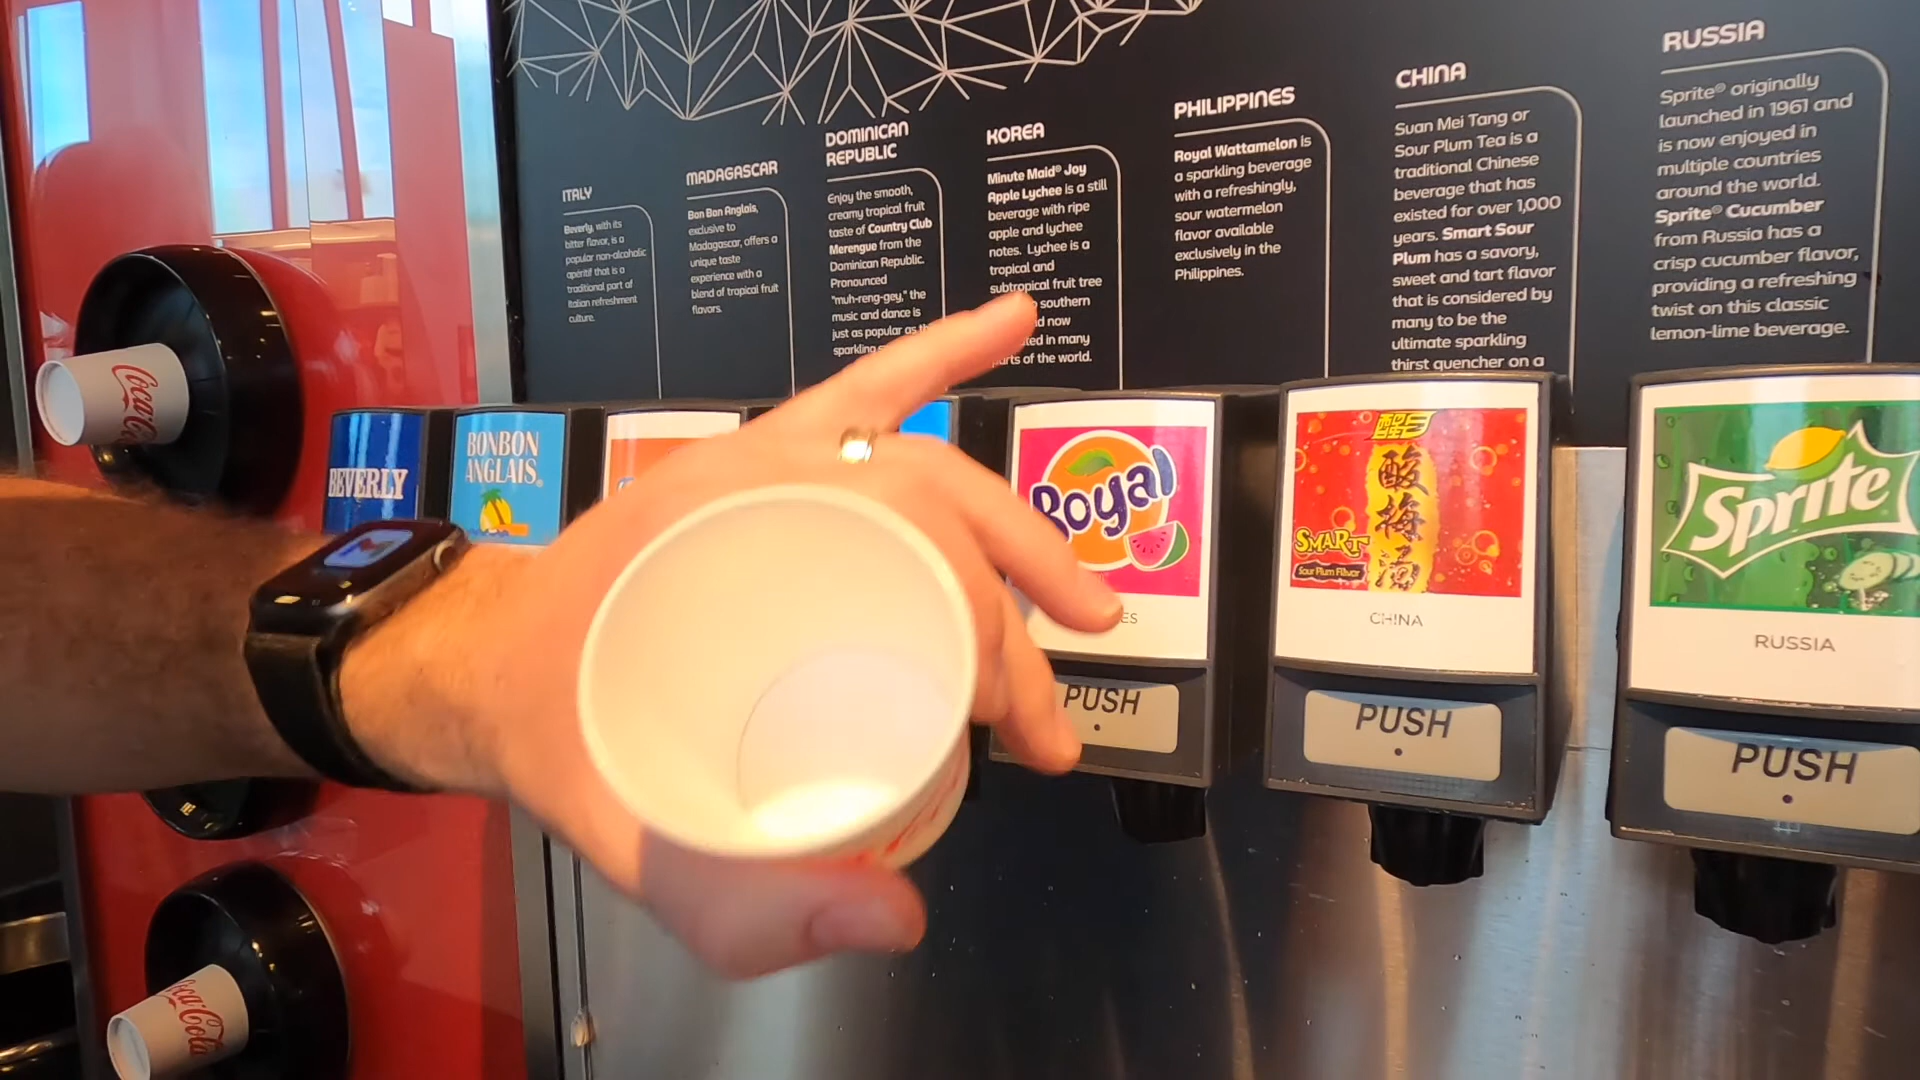 ITALY
Beverly, with its
bitter flavor, is a
popular non-alcoholic
apéritif that is a
traditional part of
Italian refreshment
culture.
MADAGASCAR
Bon Bon Anglais,
exclusive to
Madagascar, offers a
unique taste
experience with a
blend of tropical fruit
flavors.
DOMINICAN
REPUBLIC
Enjoy the smooth,
creamy tropical fruit
taste of Country Club
Merengue from the
Dominican Republic.
Pronounced
"muh-reng-gey," the
music and dance is
just as popular as
sparkling
KOREA
Minute Maid® Joy
Apple Lychee is a still
beverage with ripe
apple and lychee
notes. Lychee is a
tropical and
subtropical fruit tree
southern
now
in many
parts of the world.
PHILIPPINES
Royal Wattamelon is
a sparkling beverage
with a refreshingly,
sour watermelon
flavor available
exclusively in the
Philippines.
CHINA
Suan Mei Tang or
Sour Plum Tea is a
traditional Chinese
beverage that has
existed for over 1,000
years. Smart Sour
Plum has a savory,
sweet and tart flavor
that is considered by
many to be the
ultimate sparkling
thirst quencher on a
RUSSIA
Sprite® originally
launched in 1961 and
is now enjoyed in
multiple countries
around the world.
Sprite® Cucumber
from Russia has a
crisp cucumber flavor,
providing a refreshing
twist on this classic
lemon-lime beverage.
Coca-Cola
BEVERLY
BONBON
ANGLAIS®
Royal
PUSH
醒目
酸梅汤
SMART
Sour Plum Flavor
CHINA
PUSH
Sprite
RUSSIA
PUSH
Coca-Cola